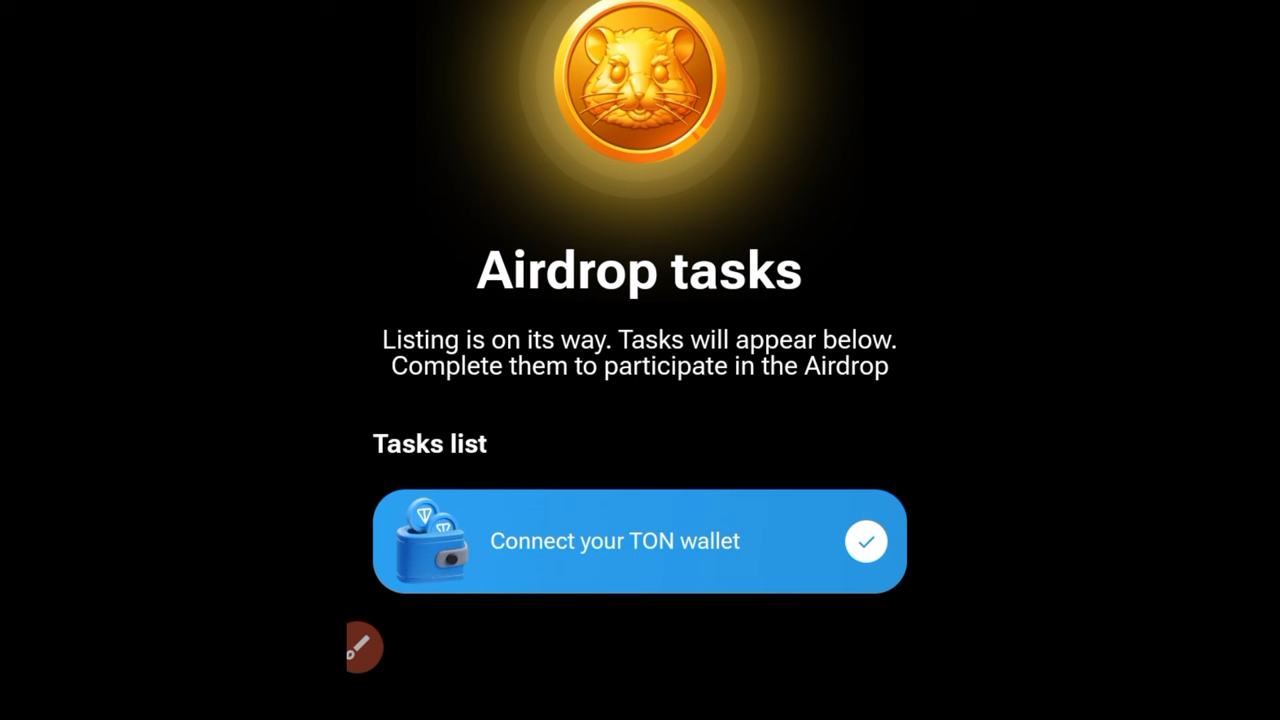 Airdrop tasks
Listing is on its way. Tasks will appear below.
Complete them to participate in the Airdrop
Tasks list
Connect your TON wallet